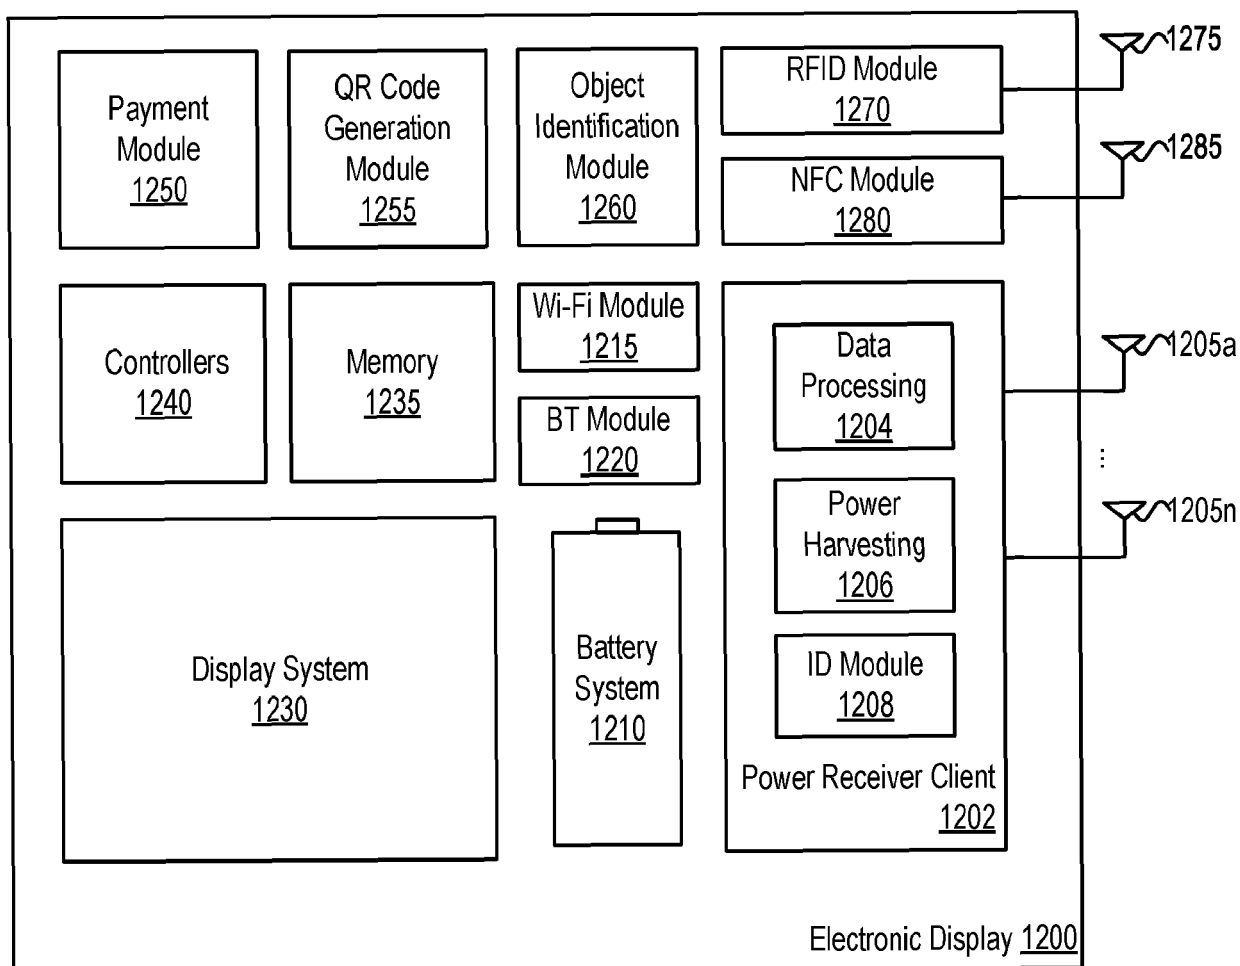 Payment
Module
1250
QR Code
Generation
Module
1255
Object
Identification
Module
1260
RFID Module
1270
1275
NFC Module
1280
1285
Controllers
1240
Memory
1235
Wi-Fi Module
1215
BT Module
1220
Data
Processing
1204
Power
Harvesting
1206
ID Module
1208
Power Receiver Client
1202
1205a
...
1205n
Display System
1230
Battery
System
1210
Electronic Display 1200